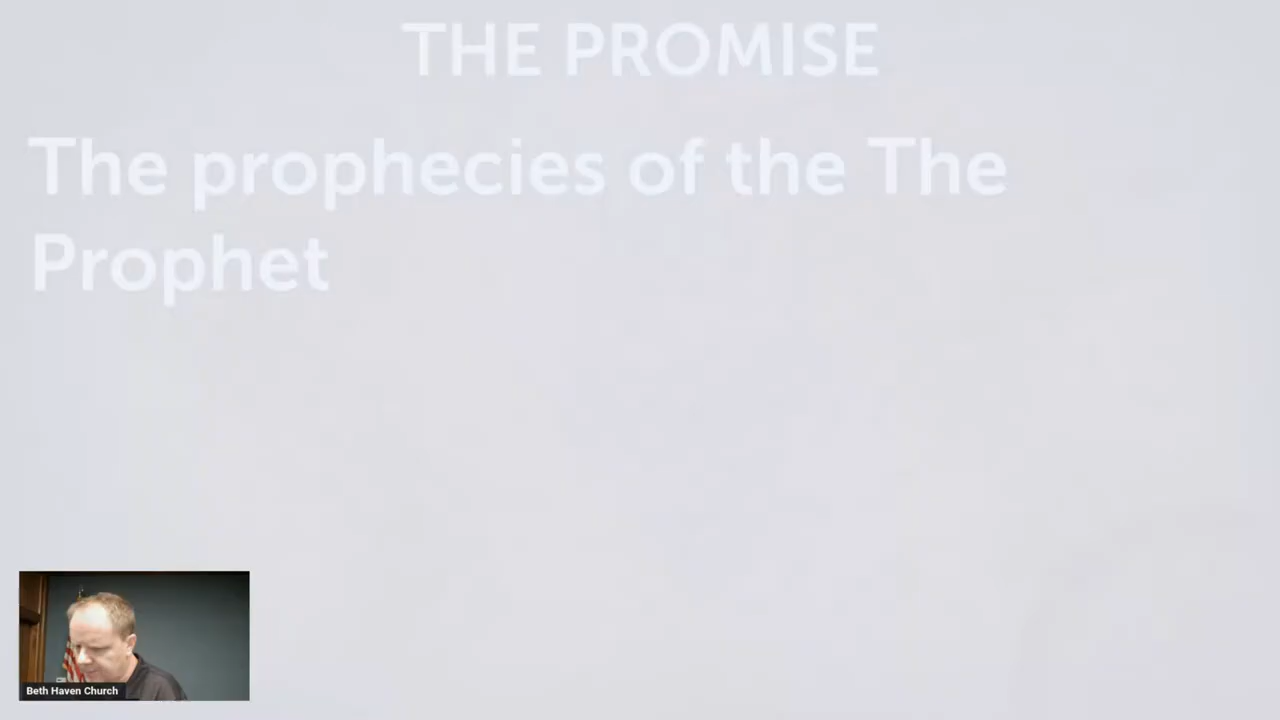 THE PROMISE
The prophecies of the The
Prophet
Beth Haven Church